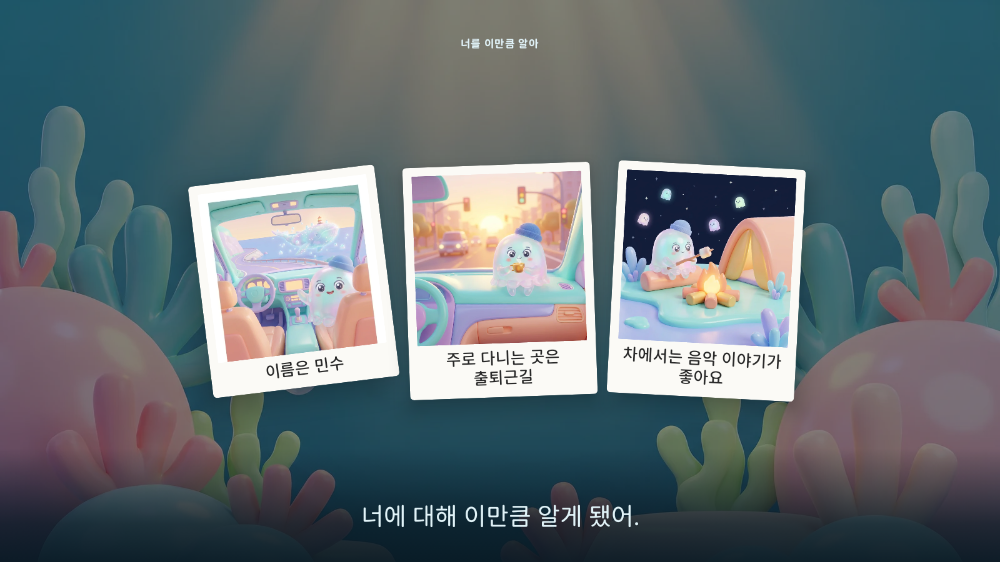 너를 이만큼 알아
이름은 민수
주로 다니는 곳은
출퇴근길
차에서는 음악 이야기가
좋아요
너에 대해 이만큼 알게 됐어.